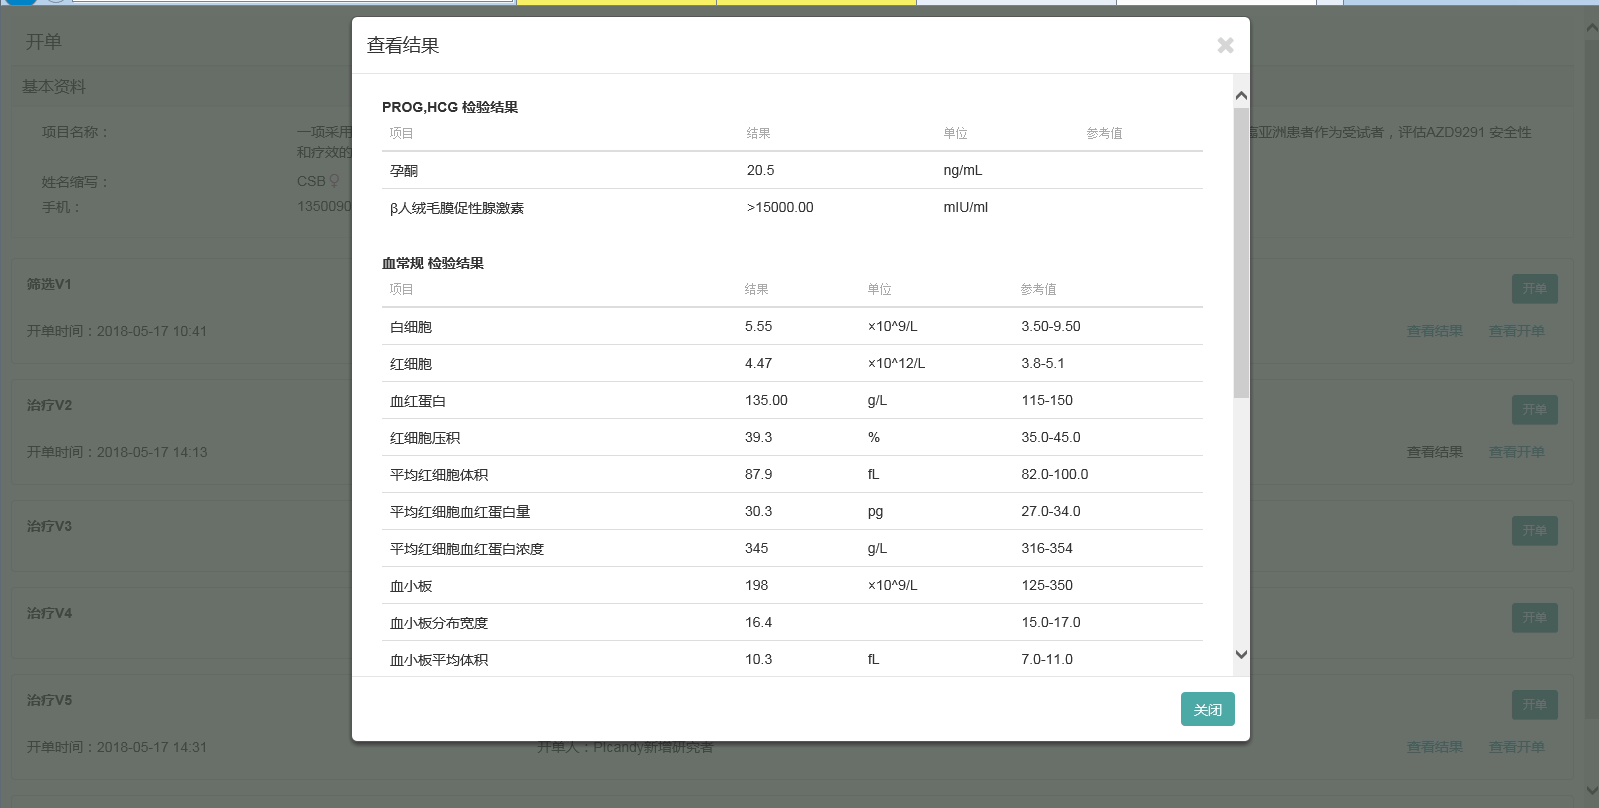 开单
查看结果
基本资料
PROG,HCG 检验结果
项目 结果 单位 参考值
孕酮 20.5 ng/mL
β人绒毛膜促性腺激素 >15000.00 mIU/ml
血常规 检验结果
项目 结果 单位 参考值
白细胞 5.55 ×10^9/L 3.50-9.50
红细胞 4.47 ×10^12/L 3.8-5.1
血红蛋白 135.00 g/L 115-150
红细胞压积 39.3 % 35.0-45.0
平均红细胞体积 87.9 fL 82.0-100.0
平均红细胞血红蛋白量 30.3 pg 27.0-34.0
平均红细胞血红蛋白浓度 345 g/L 316-354
血小板 198 ×10^9/L 125-350
血小板分布宽度 16.4 15.0-17.0
血小板平均体积 10.3 fL 7.0-11.0
关闭
项目名称： 一项采用 亚洲患者作为受试者，评估AZD9291 安全性
和疗效的
姓名缩写： CSB♀
手机： 1350090
筛选V1 开单
开单时间：2018-05-17 10:41 查看结果 查看开单
治疗V2 开单
开单时间：2018-05-17 14:13 查看结果 查看开单
治疗V3 开单
治疗V4 开单
治疗V5 开单
开单时间：2018-05-17 14:31 开单人：Plcandy新增研究者 查看结果 查看开单